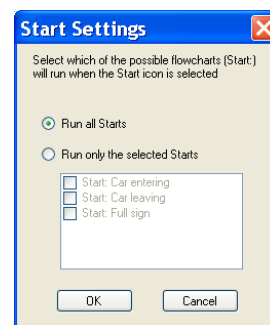 Start Settings
Select which of the possible flowcharts (Start:)
will run when the Start icon is selected
Run all Starts
Run only the selected Starts
Start: Car entering
Start: Car leaving
Start: Full sign
OK Cancel